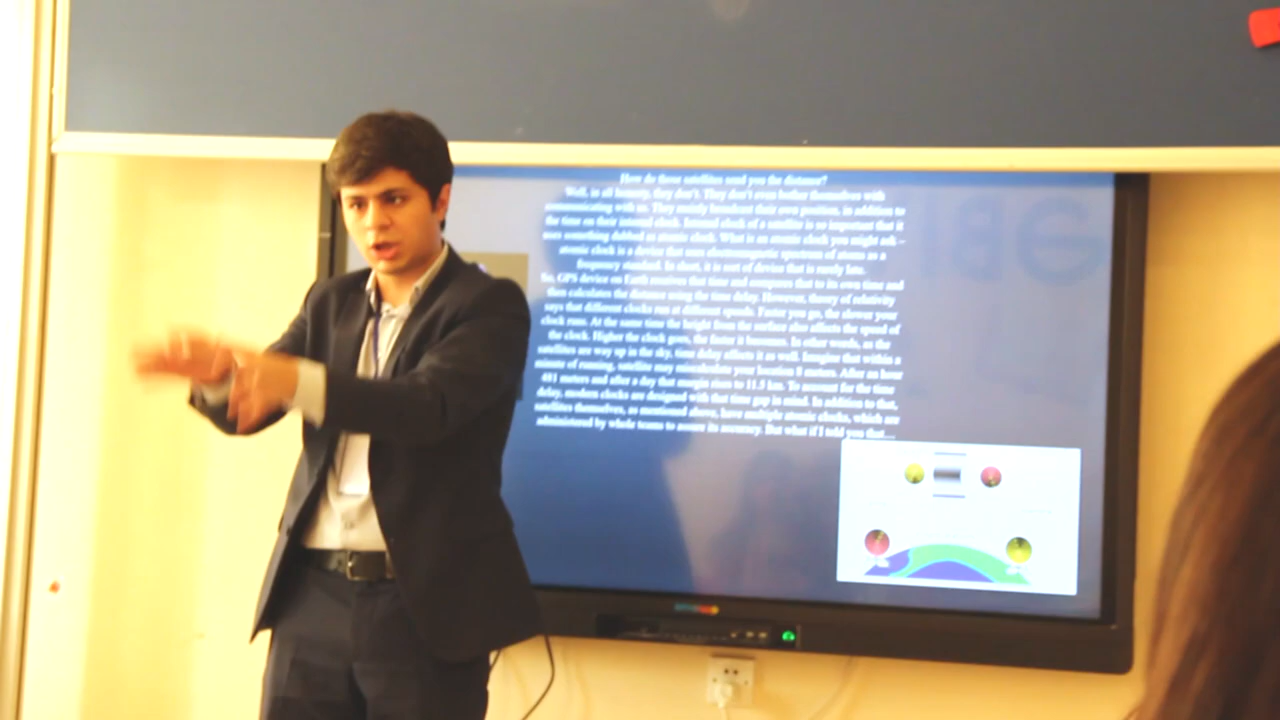 How do these satellites send you the distance?
Well, in all honesty, they don't. They don't even bother themselves with
communicating with us. They mainly broadcast their own position, in addition to
the time on their internal clock. Internal clock of a satellite is so important that it
uses something dubbed as atomic clock. What is an atomic clock you might ask –
atomic clock is a device that uses electromagnetic spectrum of atoms as a
frequency standard. In short, it is sort of device that is rarely late.
So, GPS device on Earth receives that time and compares that to its own time and
then calculates the distance using the time delay. However, theory of relativity
says that different clocks run at different speeds. Faster you go, the slower your
clock runs. At the same time the height from the surface also affects the speed of
the clock. Higher the clock goes, the faster it becomes. In other words, as the
satellites are way up in the sky, time delay affects it as well. Imagine that within a
minute of running, satellite may miscalculate your location 8 meters. After an hour
481 meters and after a day that margin rises to 11.5 km. To account for the time
delay, modern clocks are designed with that time gap in mind. In addition to that,
satellites themselves, as mentioned above, have multiple atomic clocks, which are
administered by whole teams to assure its accuracy. But what if I told you that...